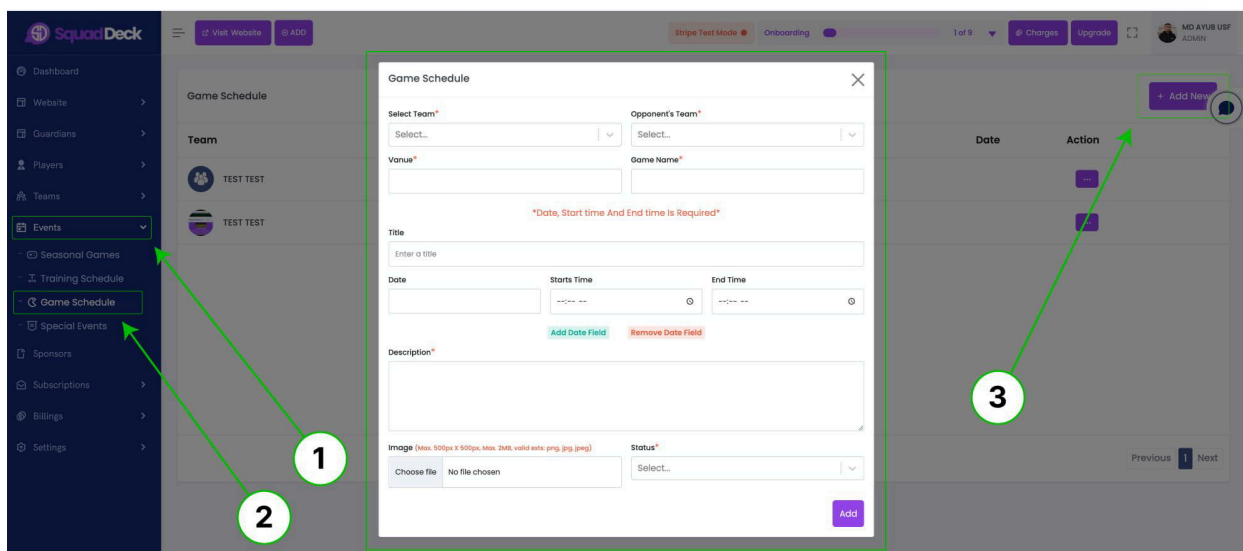 SquadDeck
Visit Website
ADD
Stripe Test Mode
Onboarding
1 of 9
Charges
Upgrade
MD AYUB USF
ADMIN
Dashboard
Website
Guardians
Players
Teams
Events
Seasonal Games
Training Schedule
Game Schedule
Special Events
Sponsors
Subscriptions
Billings
Settings
Game Schedule
+ Add New
Team Date Action
TEST TEST ...
TEST TEST ...
Previous 1 Next
Game Schedule
Select Team* Opponent's Team*
Select... Select...
Vanue* Game Name*
*Date, Start time And End time Is Required*
Title
Enter a title
Date Starts Time End Time
--:-- -- --:-- --
Add Date Field Remove Date Field
Description*
Image (Max. 500px X 500px, Max. 2MB, valid exts: png, jpg, jpeg) Status*
Choose file No file chosen Select...
Add
1
2
3